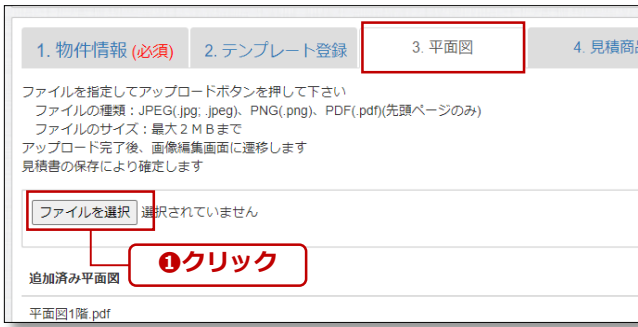 1. 物件情報 (必須) 2. テンプレート登録 3. 平面図 4. 見積商
ファイルを指定してアップロードボタンを押して下さい
ファイルの種類：JPEG(.jpg; .jpeg)、PNG(.png)、PDF(.pdf)(先頭ページのみ)
ファイルのサイズ：最大２ＭＢまで
アップロード完了後、画像編集画面に遷移します
見積書の保存により確定します
ファイルを選択 選択されていません
❶クリック
追加済み平面図
平面図1階.pdf